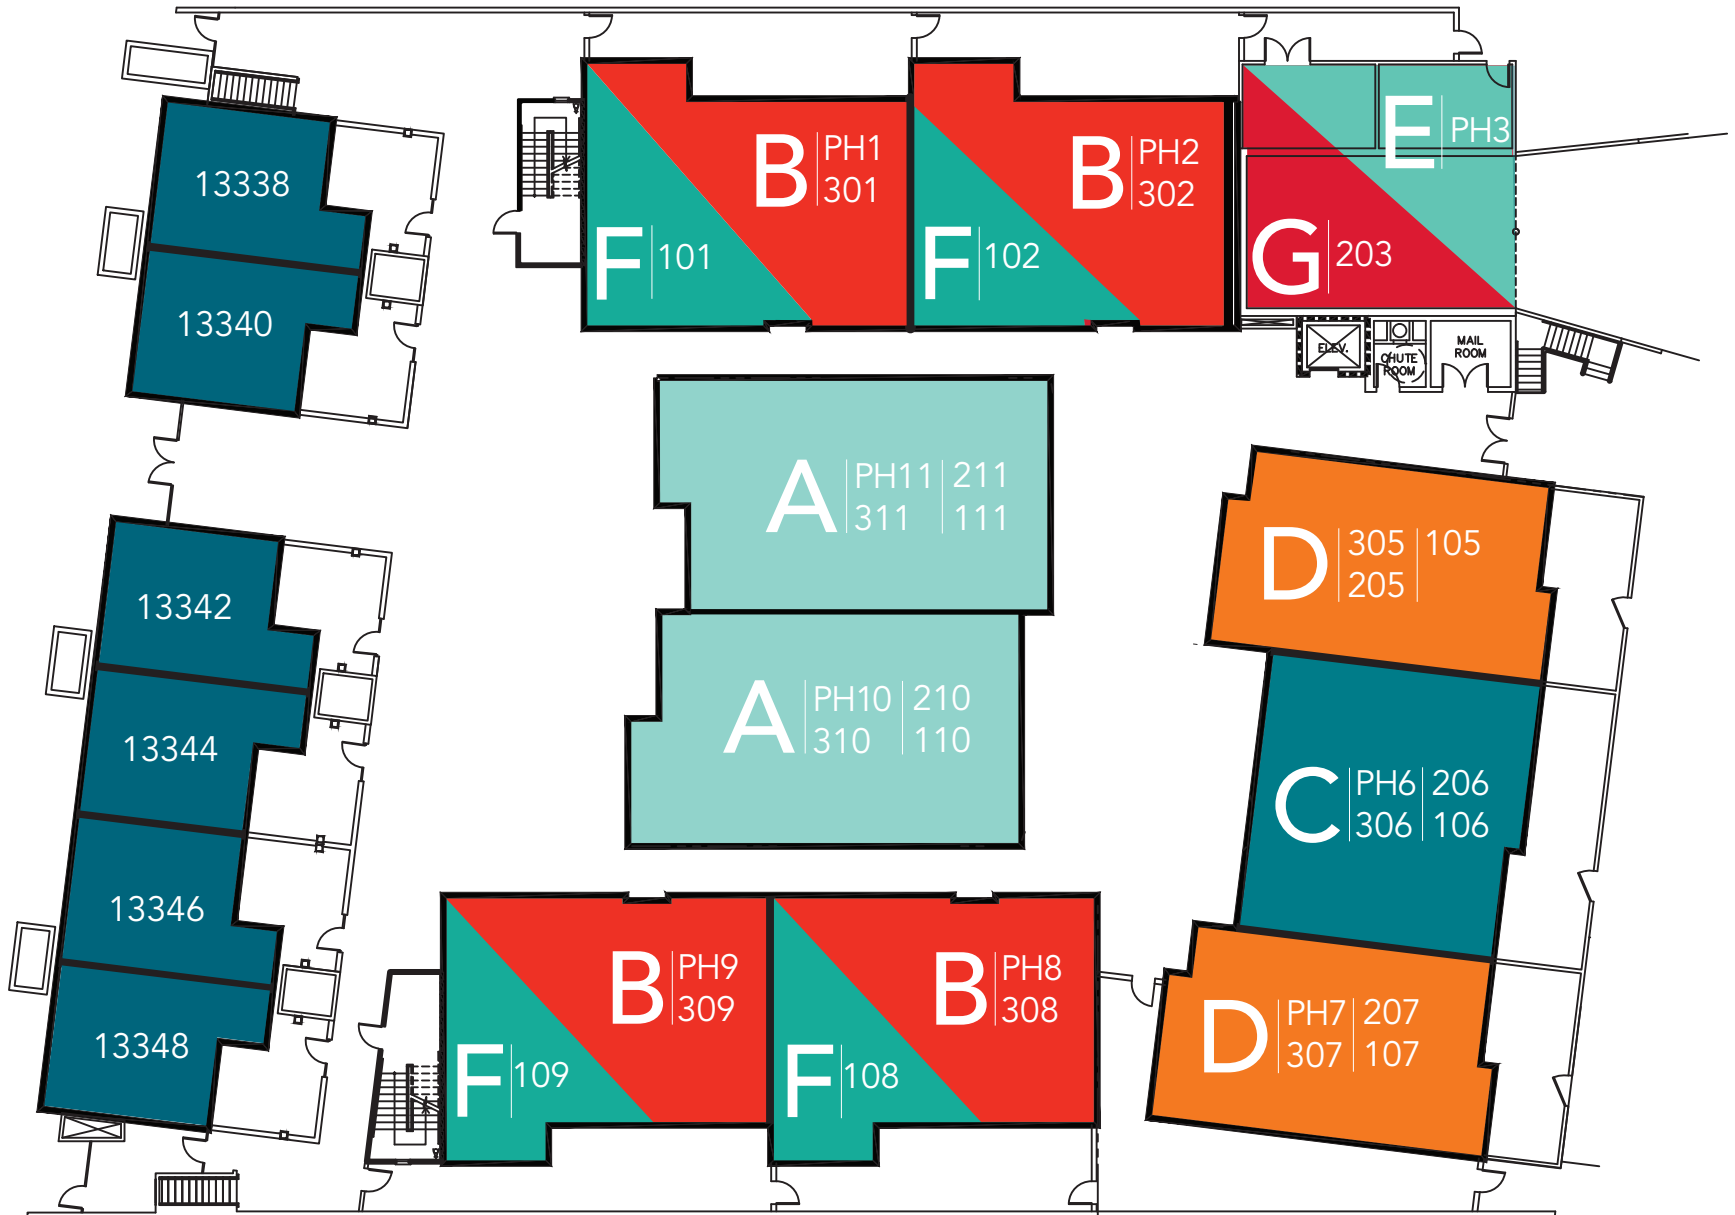 13338
13340
13342
13344
13346
13348
B PH1
301
F 101
B PH2
302
F 102
E PH3
G 203
ELEV.
CHUTE
ROOM
MAIL
ROOM
A PH11 211
311 111
A PH10 210
310 110
D 305 105
205
C PH6 206
306 106
D PH7 207
307 107
B PH9
309
F 109
B PH8
308
F 108